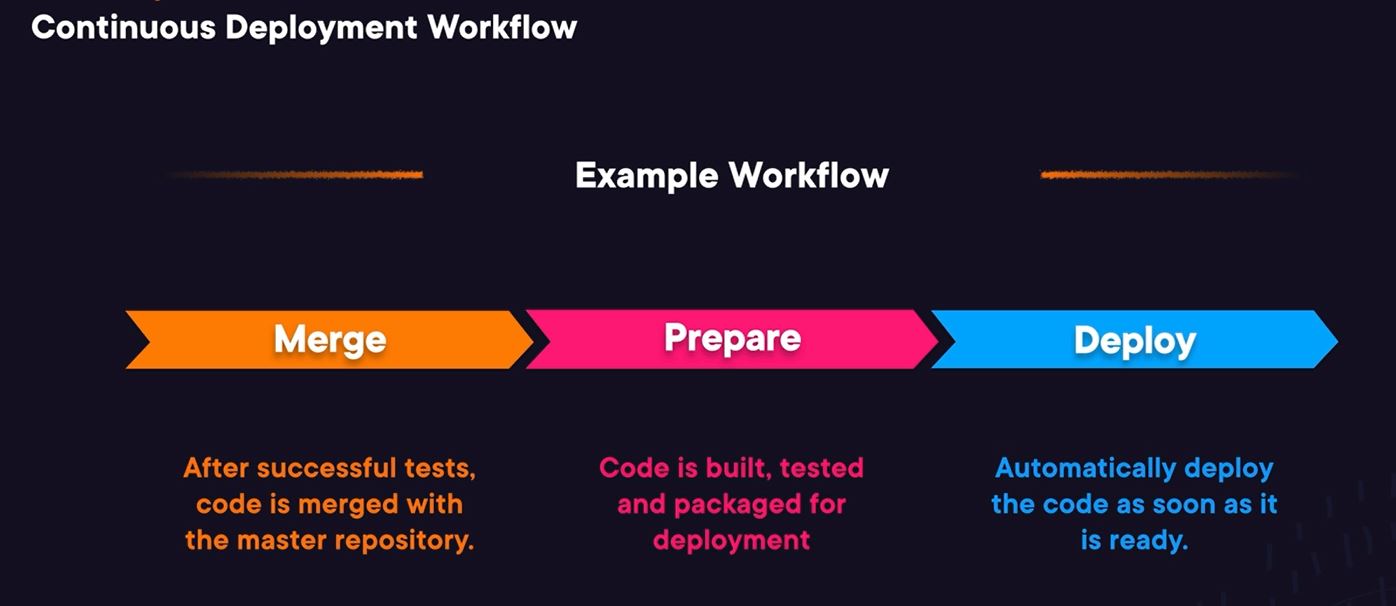 Continuous Deployment Workflow
Example Workflow
Merge
Prepare
Deploy
After successful tests,
code is merged with
the master repository.
Code is built, tested
and packaged for
deployment
Automatically deploy
the code as soon as it
is ready.